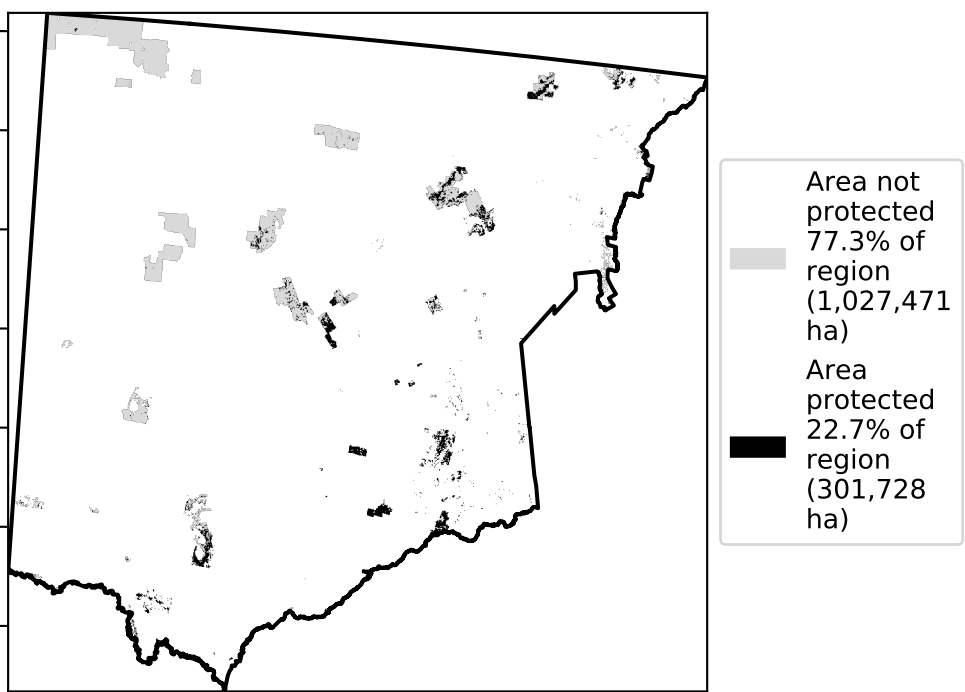 Area not
protected
77.3% of
region
(1,027,471
ha)
Area
protected
22.7% of
region
(301,728
ha)